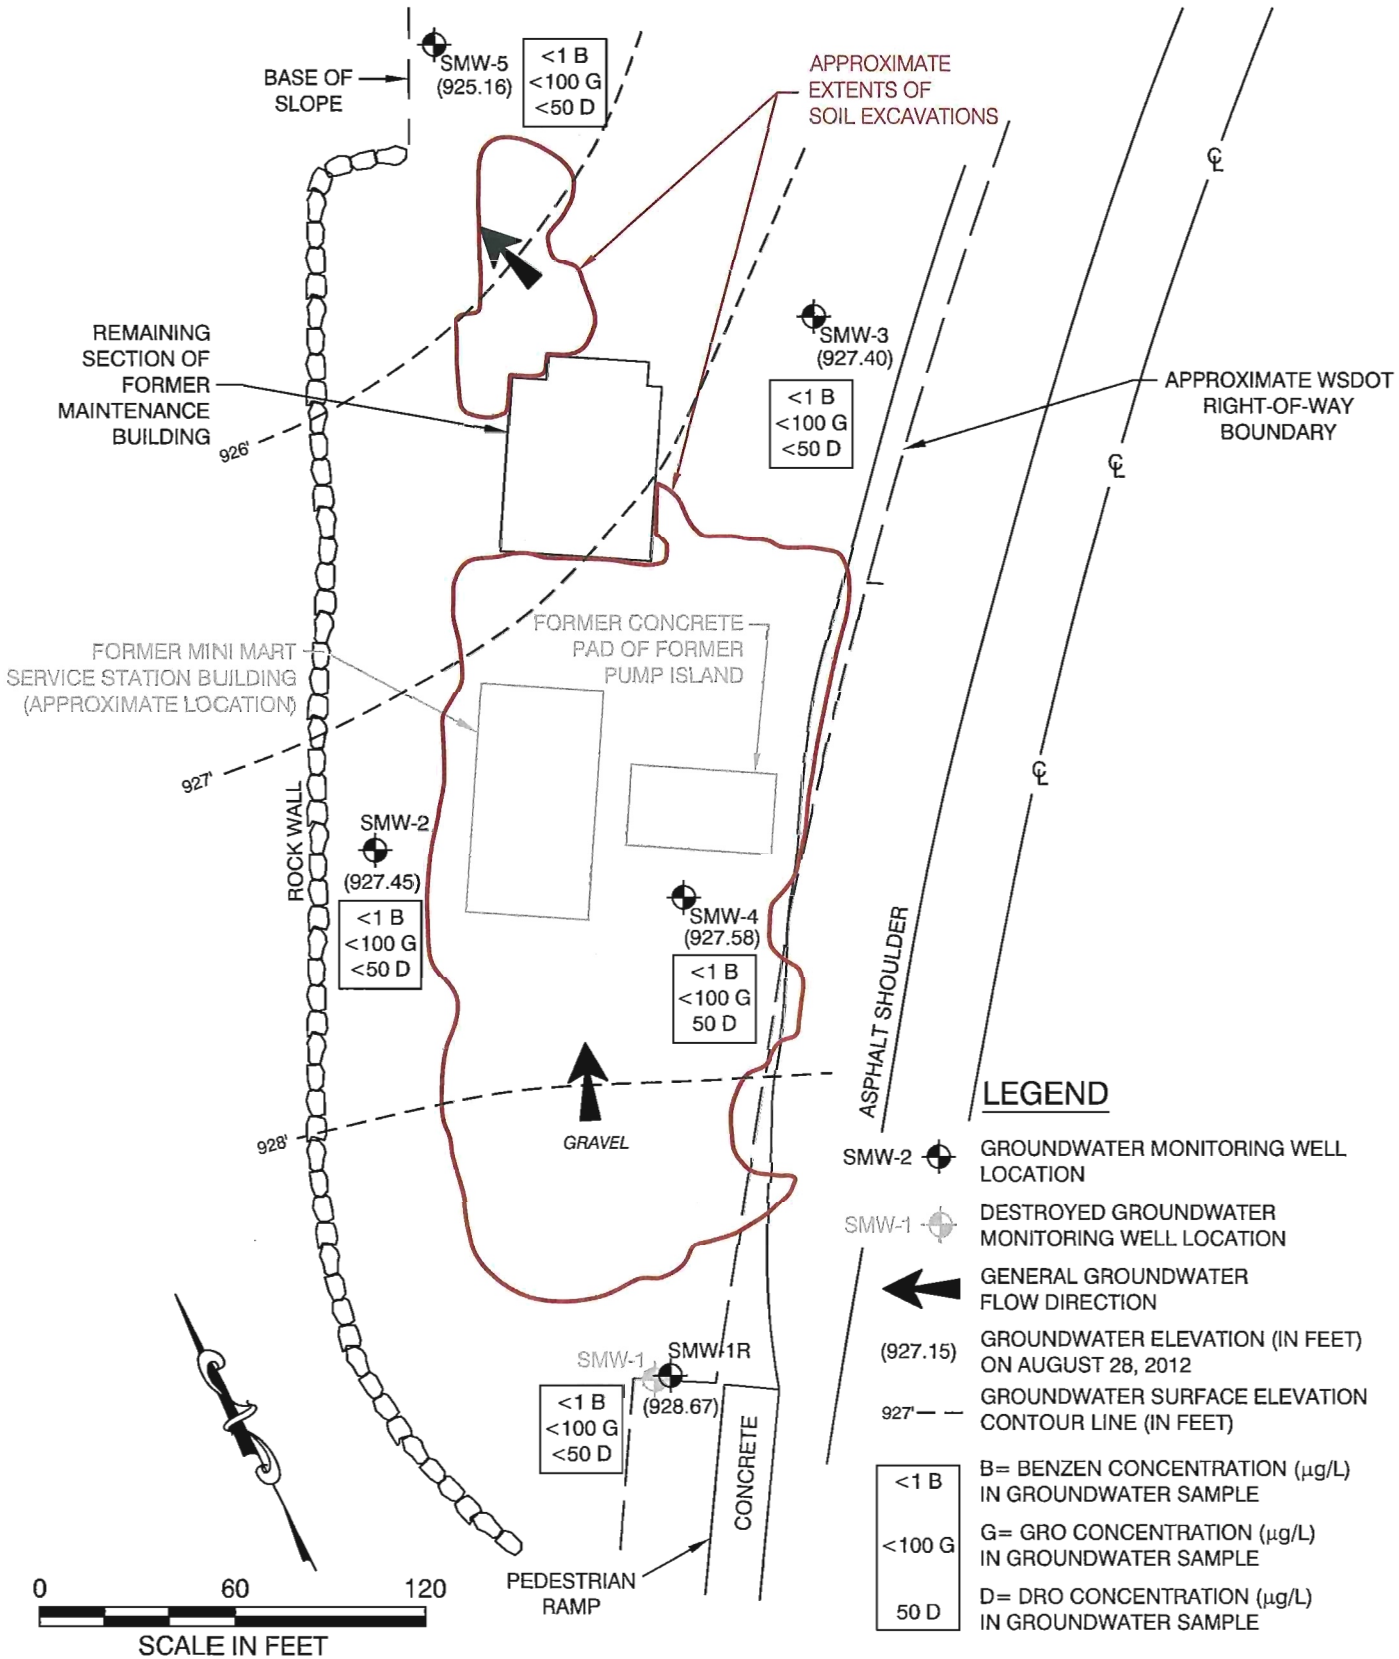 SMW-5
(925.16)
<1 B
<100 G
<50 D
BASE OF
SLOPE
APPROXIMATE
EXTENTS OF
SOIL EXCAVATIONS
℄
REMAINING
SECTION OF
FORMER
MAINTENANCE
BUILDING
926'
SMW-3
(927.40)
<1 B
<100 G
<50 D
APPROXIMATE WSDOT
RIGHT-OF-WAY
BOUNDARY
℄
FORMER MINI MART
SERVICE STATION BUILDING
(APPROXIMATE LOCATION)
FORMER CONCRETE
PAD OF FORMER
PUMP ISLAND
927'
℄
ROCK WALL
SMW-2
(927.45)
<1 B
<100 G
<50 D
SMW-4
(927.58)
<1 B
<100 G
50 D
ASPHALT SHOULDER
928'
GRAVEL
SMW-1
SMW-1R
(928.67)
<1 B
<100 G
<50 D
CONCRETE
PEDESTRIAN
RAMP
0 60 120
SCALE IN FEET
LEGEND
SMW-2
GROUNDWATER MONITORING WELL
LOCATION
SMW-1
DESTROYED GROUNDWATER
MONITORING WELL LOCATION
GENERAL GROUNDWATER
FLOW DIRECTION
(927.15)
GROUNDWATER ELEVATION (IN FEET)
ON AUGUST 28, 2012
927'
GROUNDWATER SURFACE ELEVATION
CONTOUR LINE (IN FEET)
<1 B
B= BENZEN CONCENTRATION (µg/L)
IN GROUNDWATER SAMPLE
<100 G
G= GRO CONCENTRATION (µg/L)
IN GROUNDWATER SAMPLE
50 D
D= DRO CONCENTRATION (µg/L)
IN GROUNDWATER SAMPLE